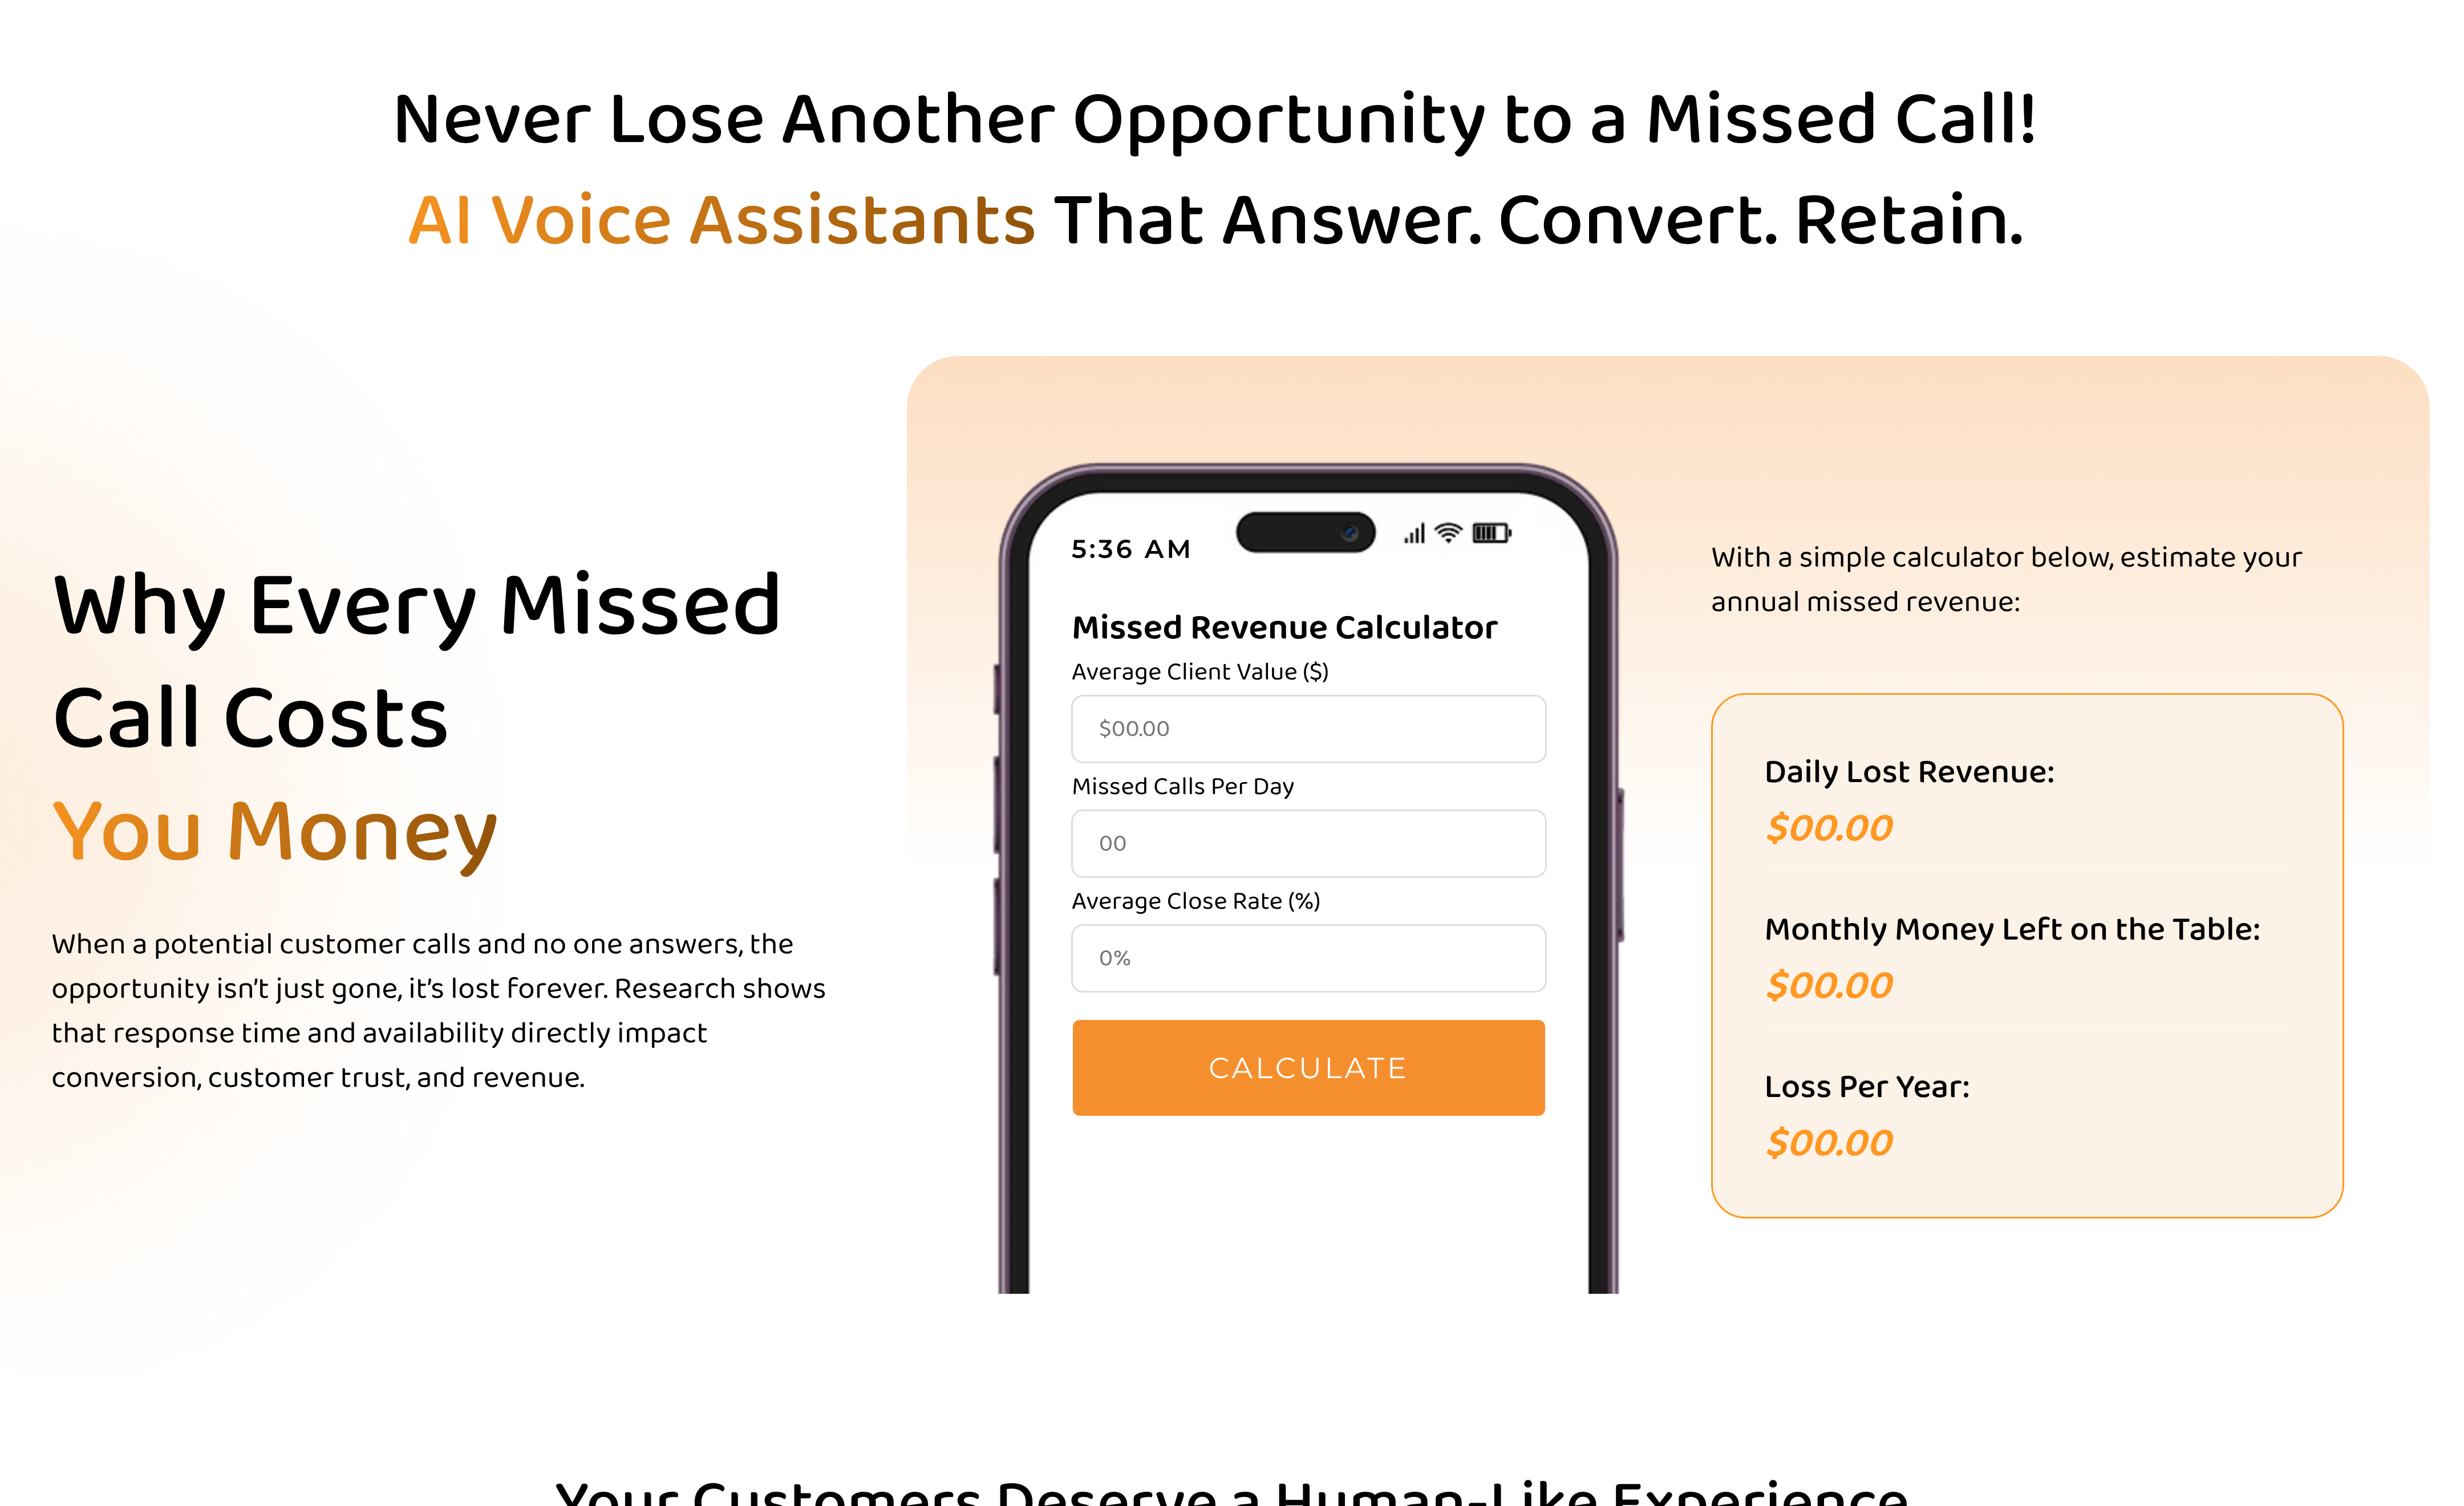 Never Lose Another Opportunity to a Missed Call!
AI Voice Assistants That Answer. Convert. Retain.
Why Every Missed
Call Costs
You Money
When a potential customer calls and no one answers, the
opportunity isn't just gone, it's lost forever. Research shows
that response time and availability directly impact
conversion, customer trust, and revenue.
5:36 AM
Missed Revenue Calculator
Average Client Value ($)
$00.00
Missed Calls Per Day
00
Average Close Rate (%)
0%
CALCULATE
With a simple calculator below, estimate your
annual missed revenue:
Daily Lost Revenue:
$00.00
Monthly Money Left on the Table:
$00.00
Loss Per Year:
$00.00
Your Customers Deserve a Human-Like Experience